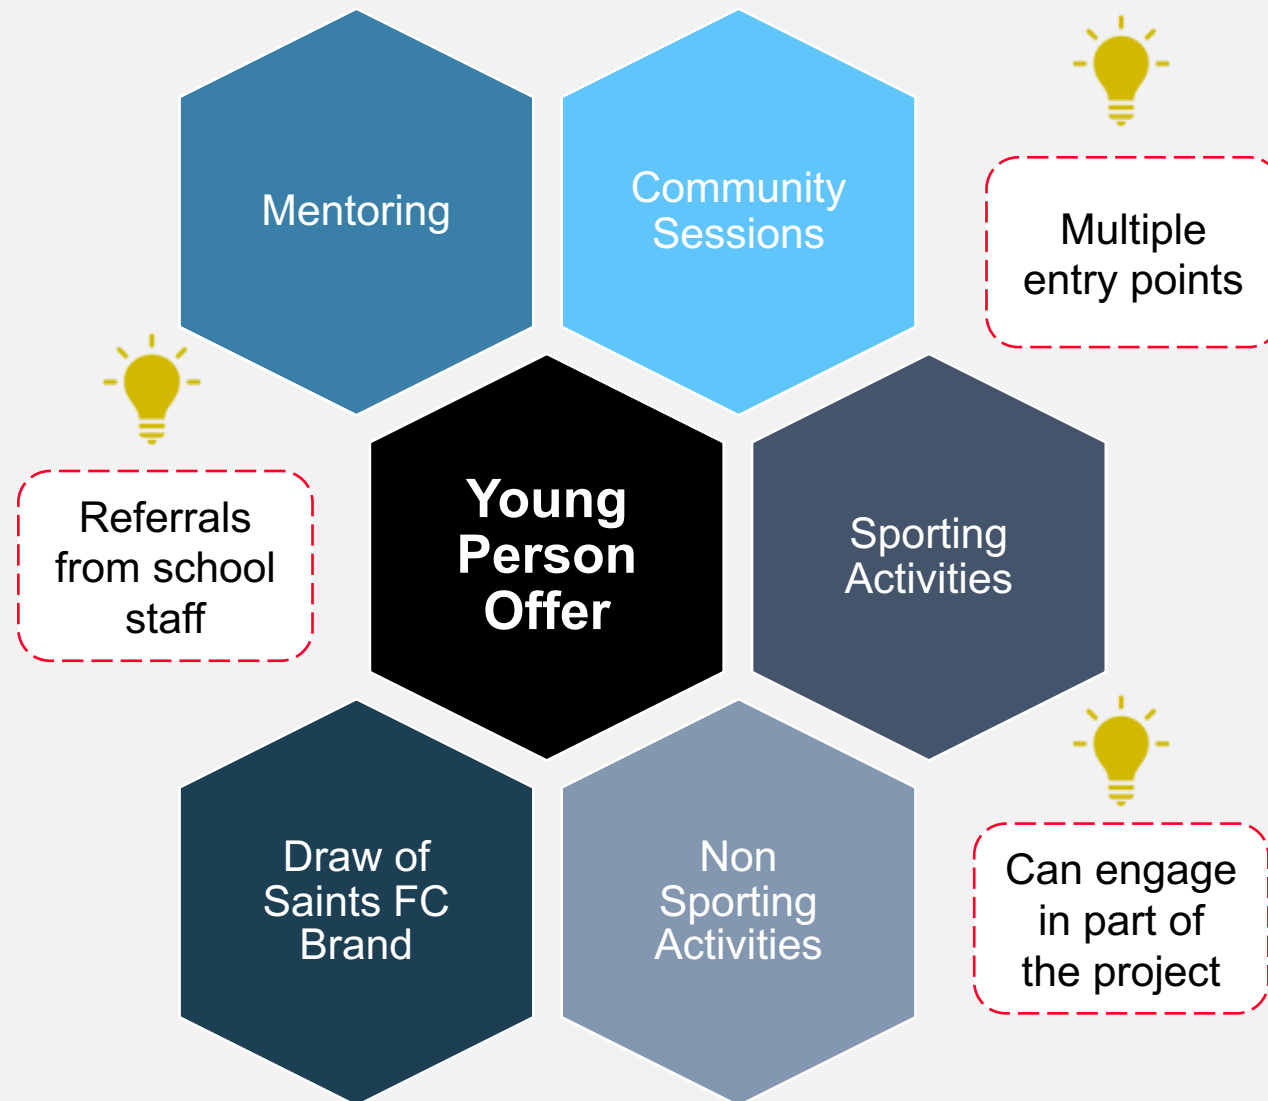 Mentoring
Community
Sessions
Multiple
entry points
Referrals
from school
staff
Young
Person
Offer
Sporting
Activities
Draw of
Saints FC
Brand
Non
Sporting
Activities
Can engage
in part of
the project